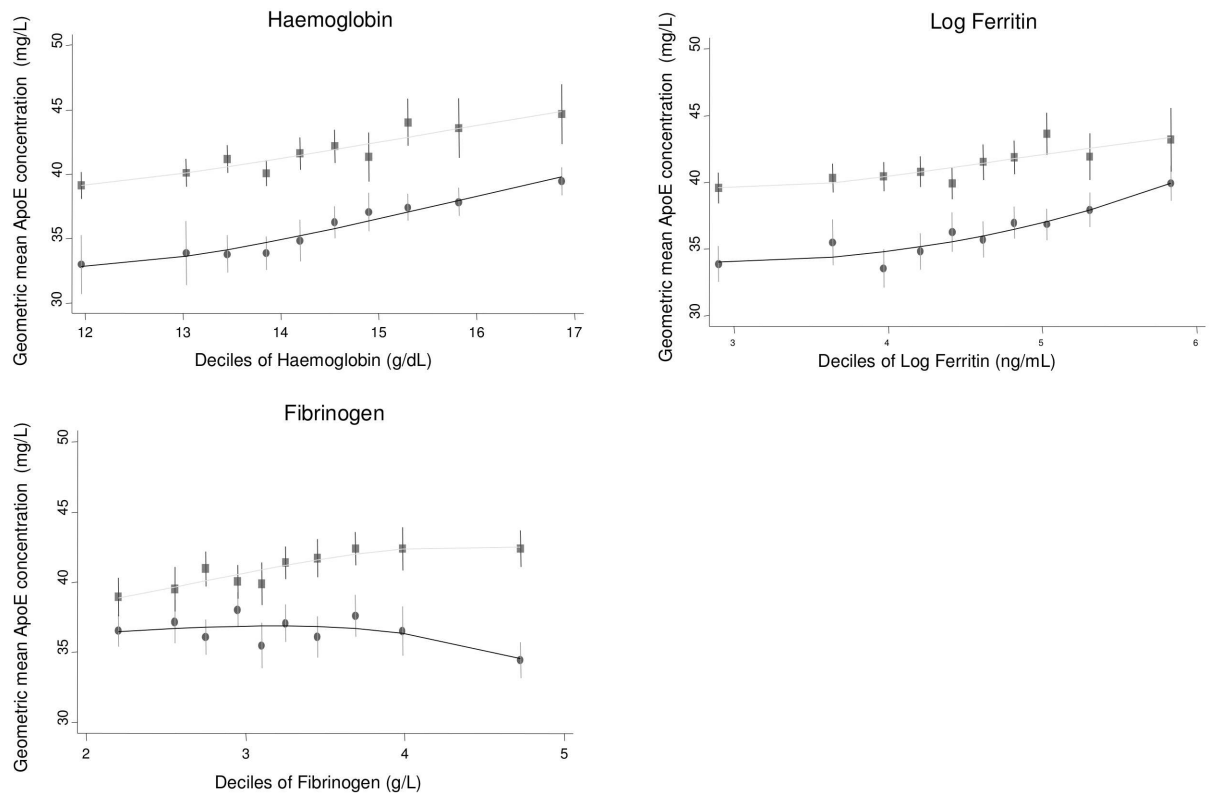 Haemoglobin
Geometric mean ApoE concentration (mg/L)
50
45
40
35
30
12 13 14 15 16 17
Deciles of Haemoglobin (g/dL)
Log Ferritin
Geometric mean ApoE concentration (mg/L)
50
45
40
35
30
3 4 5 6
Deciles of Log Ferritin (ng/mL)
Fibrinogen
Geometric mean ApoE concentration (mg/L)
50
45
40
35
30
2 3 4 5
Deciles of Fibrinogen (g/L)